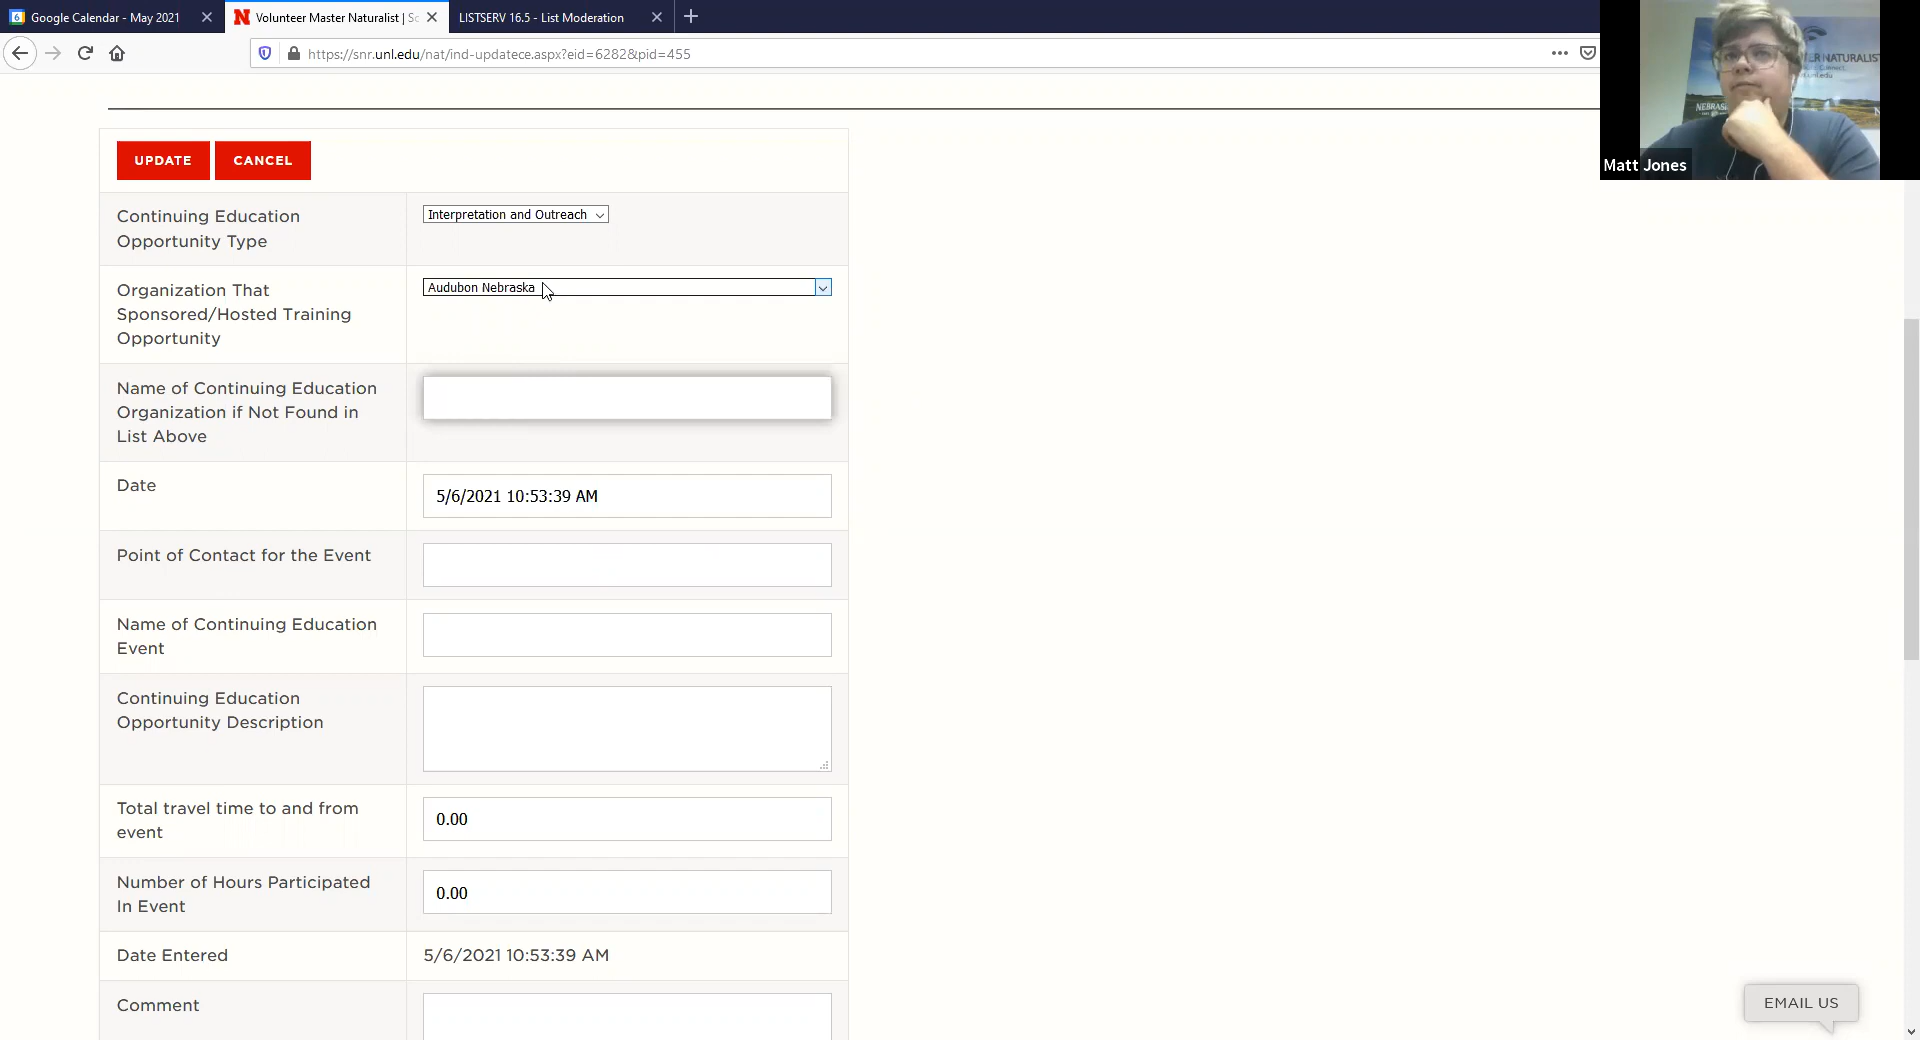 Google Calendar - May 2021
Volunteer Master Naturalist | Sc
LISTSERV 16.5 - List Moderation
https://snr.unl.edu/nat/ind-updatece.aspx?eid=6282&pid=455
ER NATURALIST
NEBRAS
Matt Jones
UPDATE CANCEL
Continuing Education
Opportunity Type
Interpretation and Outreach
Organization That
Sponsored/Hosted Training
Opportunity
Audubon Nebraska
Name of Continuing Education
Organization if Not Found in
List Above
Date
5/6/2021 10:53:39 AM
Point of Contact for the Event
Name of Continuing Education
Event
Continuing Education
Opportunity Description
Total travel time to and from
event
0.00
Number of Hours Participated
In Event
0.00
Date Entered
5/6/2021 10:53:39 AM
Comment
EMAIL US